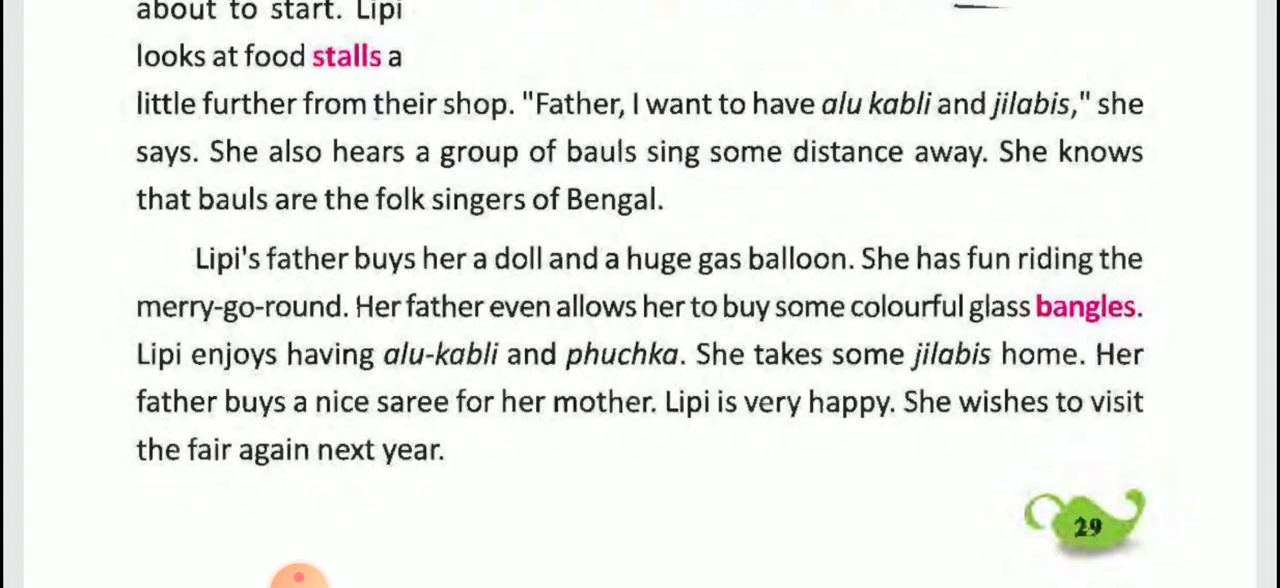 about to start. Lipi
looks at food stalls a
little further from their shop. "Father, I want to have alu kabli and jilabis," she
says. She also hears a group of bauls sing some distance away. She knows
that bauls are the folk singers of Bengal.
Lipi's father buys her a doll and a huge gas balloon. She has fun riding the
merry-go-round. Her father even allows her to buy some colourful glass bangles.
Lipi enjoys having alu-kabli and phuchka. She takes some jilabis home. Her
father buys a nice saree for her mother. Lipi is very happy. She wishes to visit
the fair again next year.
29